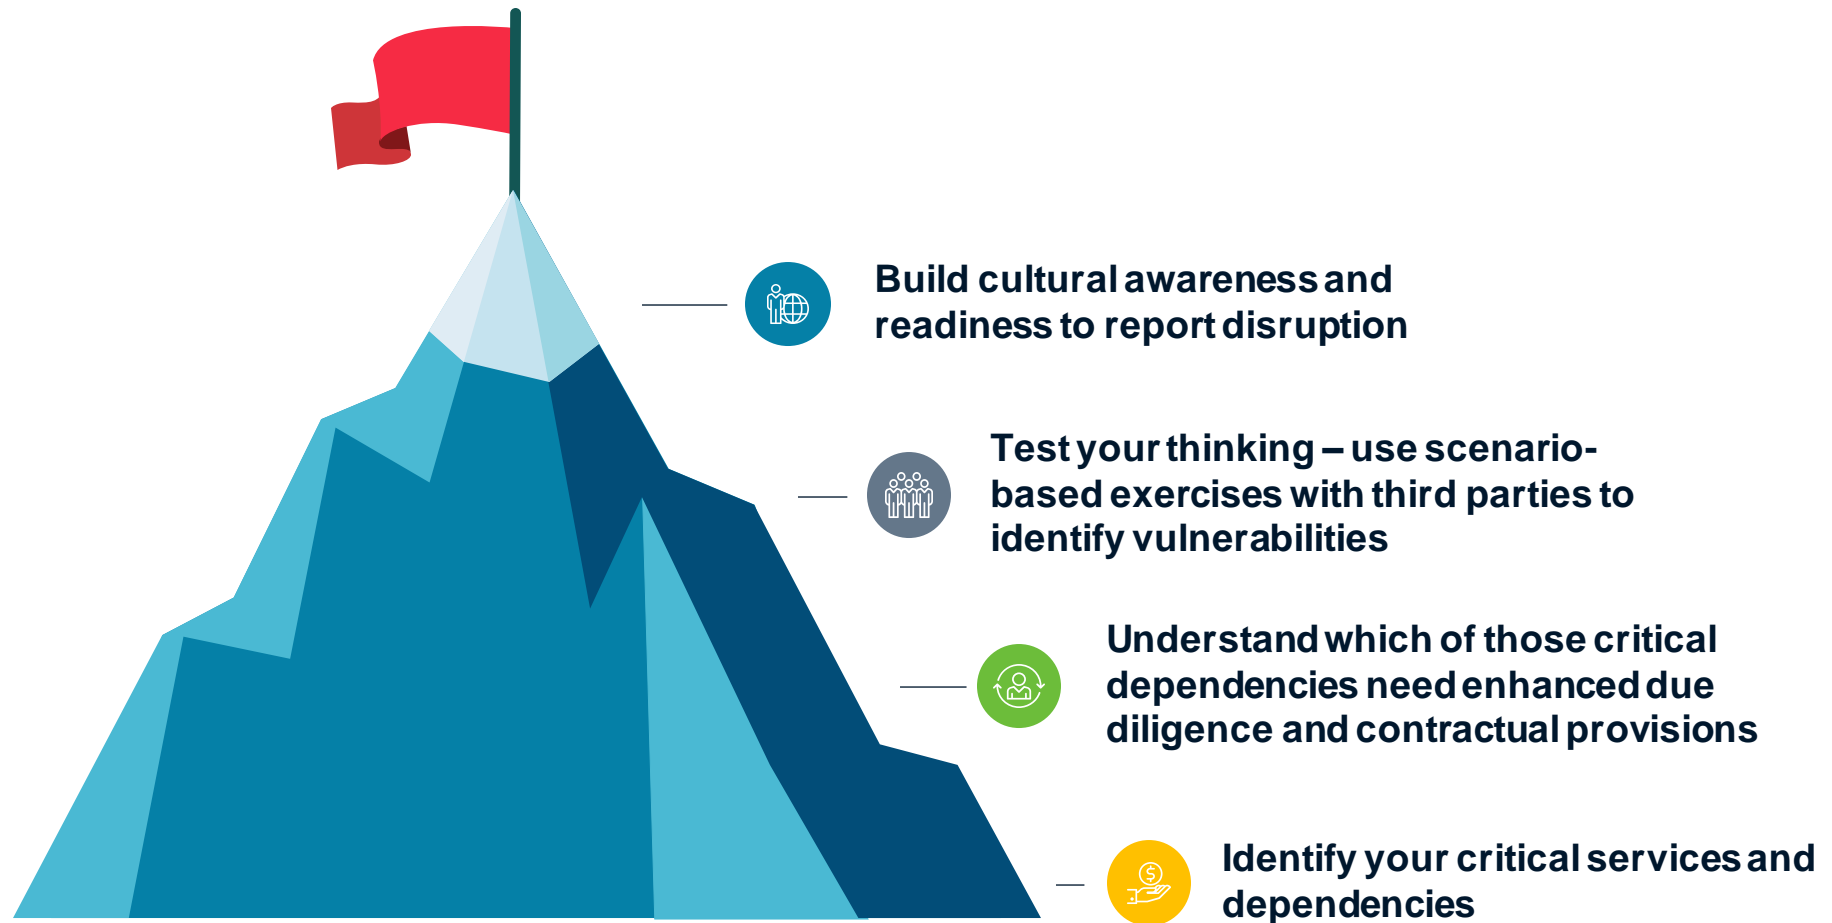 Build cultural awareness and
readiness to report disruption
Test your thinking – use scenario-
based exercises with third parties to
identify vulnerabilities
Understand which of those critical
dependencies need enhanced due
diligence and contractual provisions
$
Identify your critical services and
dependencies